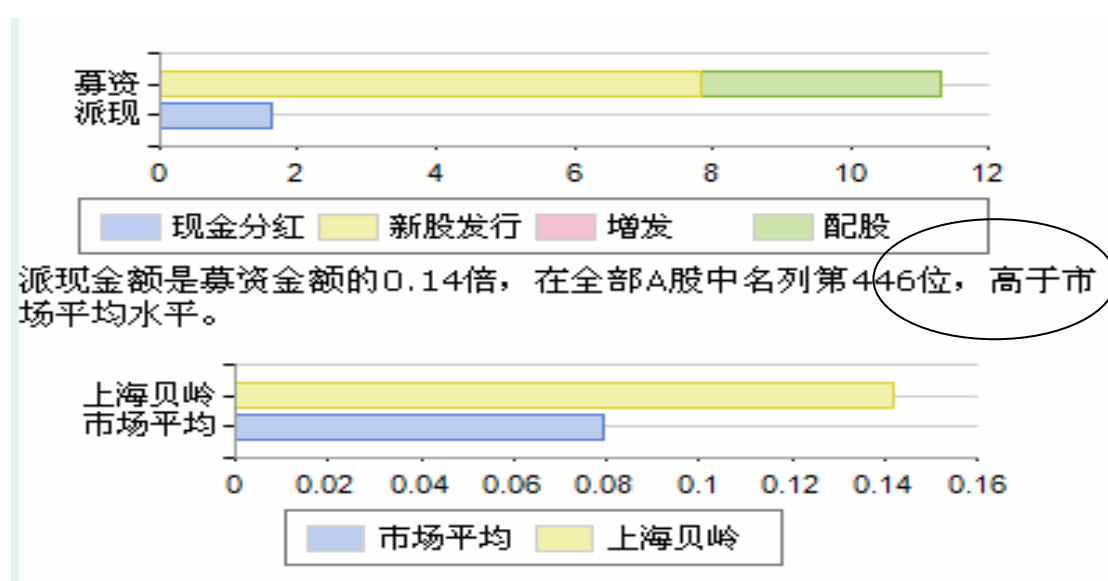 募资
派现
0 2 4 6 8 10 12
现金分红 新股发行 增发 配股
派现金额是募资金额的0.14倍，在全部A股中名列第446位，高于市
场平均水平。
上海贝岭
市场平均
0 0.02 0.04 0.06 0.08 0.1 0.12 0.14 0.16
市场平均 上海贝岭